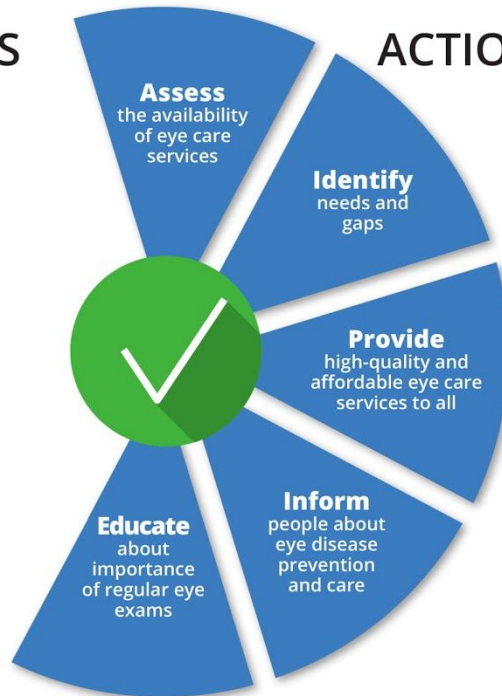 Assess
the availability
of eye care
services
Identify
needs and
gaps
Provide
high-quality and
affordable eye care
services to all
Inform
people about
eye disease
prevention
and care
Educate
about
importance
of regular eye
exams